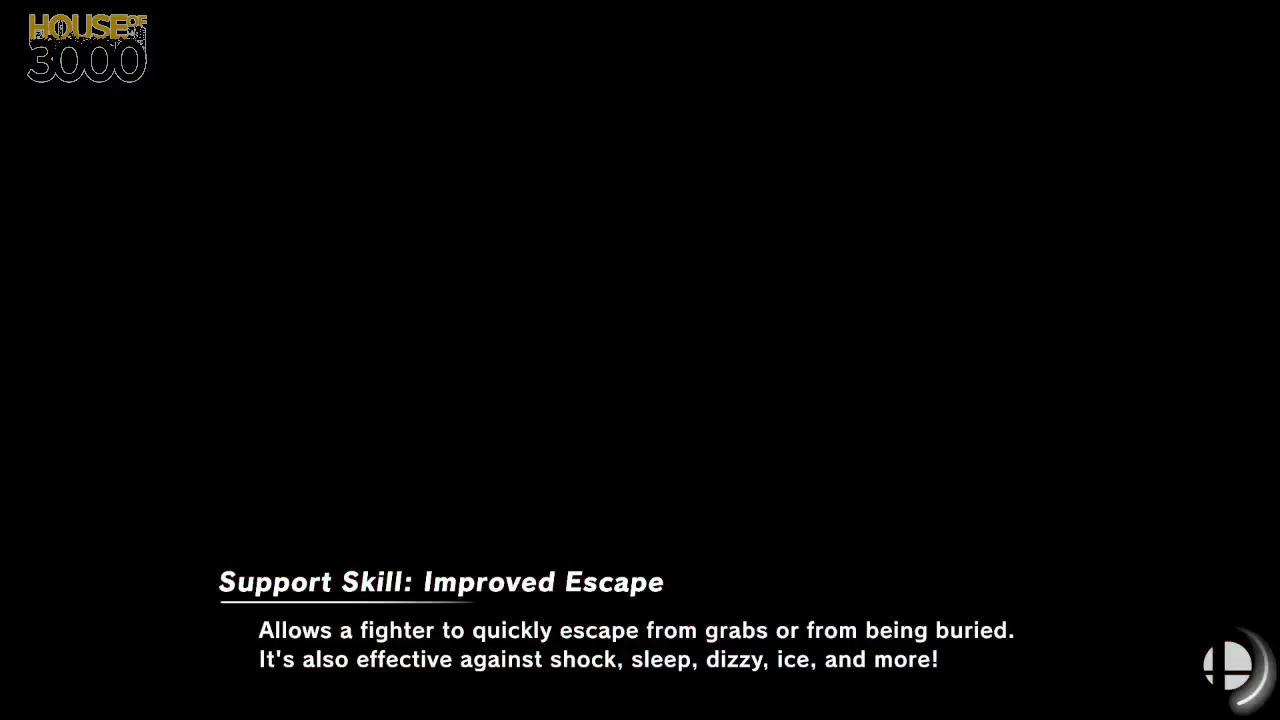 HOUSE OF
3000
Support Skill: Improved Escape
Allows a fighter to quickly escape from grabs or from being buried.
It's also effective against shock, sleep, dizzy, ice, and more!